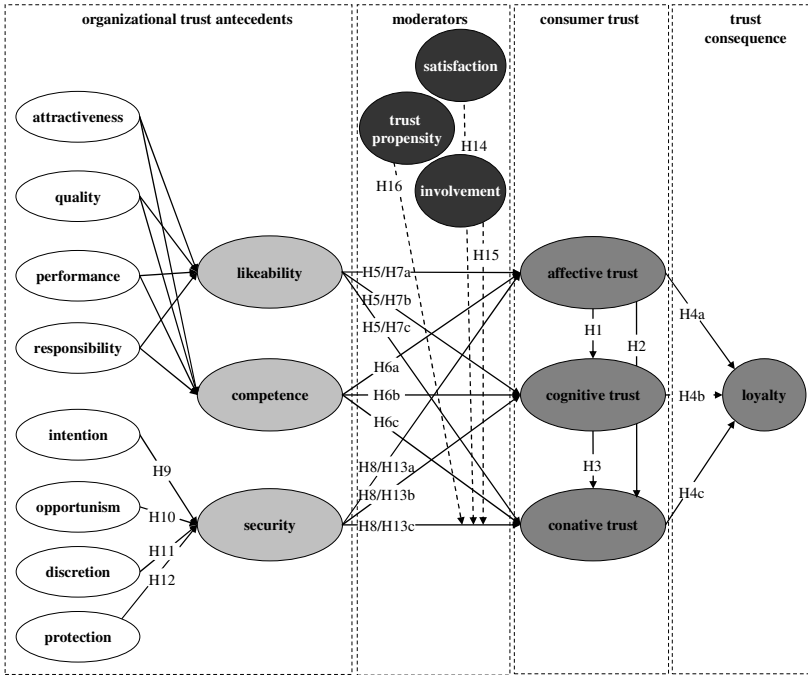 organizational trust antecedents
moderators
consumer trust
trust
consequence
satisfaction
trust
propensity
involvement
H14
H16
H15
attractiveness
quality
performance
responsibility
intention
opportunism
discretion
protection
H9
H10
H11
H12
likeability
competence
security
H5/H7a
H5/H7b
H5/H7c
H6a
H6b
H6c
H8/H13a
H8/H13b
H8/H13c
affective trust
H1
H2
cognitive trust
H3
conative trust
H4a
H4b
H4c
loyalty